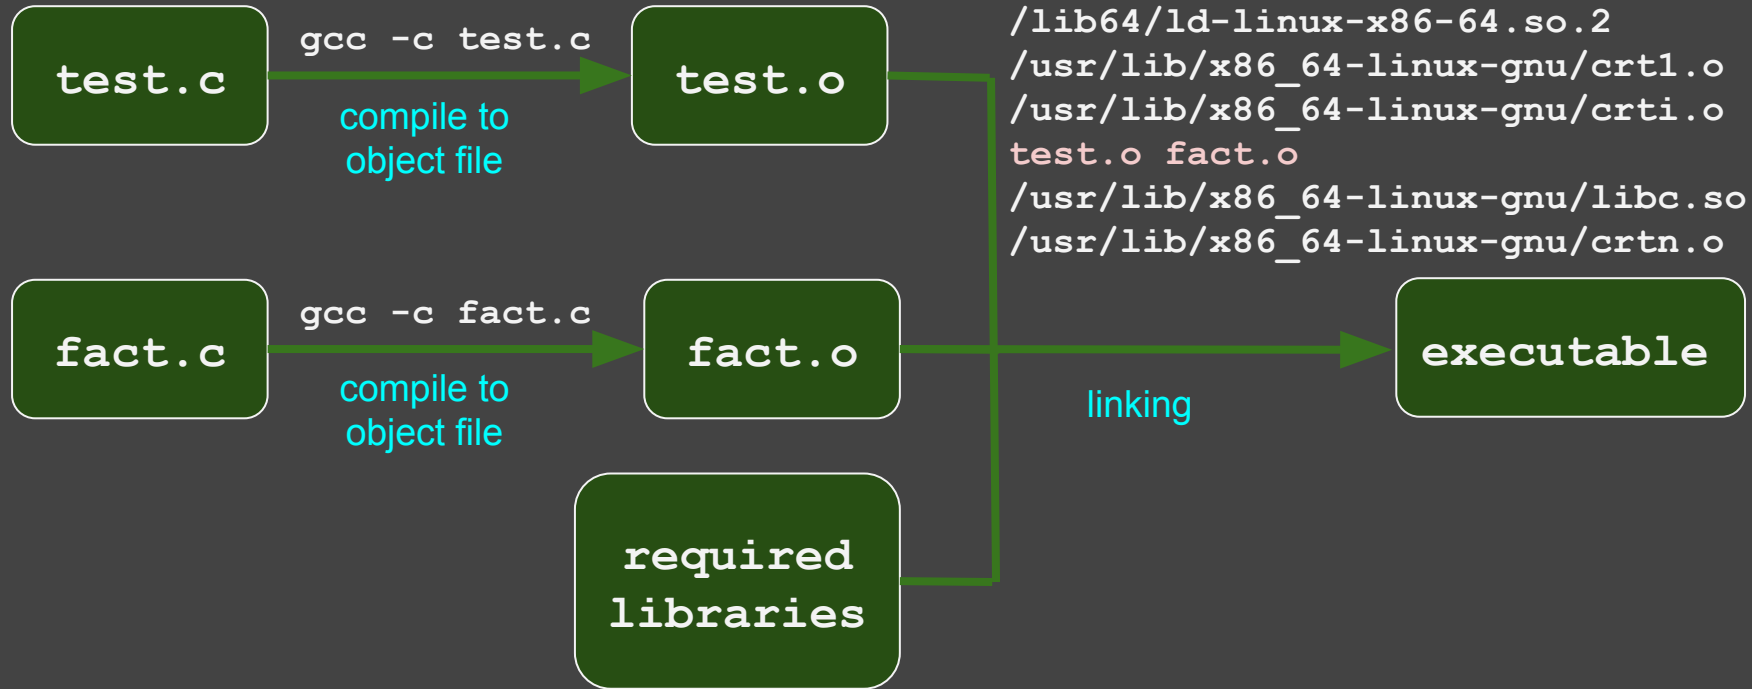 test.c
gcc -c test.c
compile to
object file
test.o
/lib64/ld-linux-x86-64.so.2
/usr/lib/x86_64-linux-gnu/crt1.o
/usr/lib/x86_64-linux-gnu/crti.o
test.o fact.o
/usr/lib/x86_64-linux-gnu/libc.so
/usr/lib/x86_64-linux-gnu/crtn.o
fact.c
gcc -c fact.c
compile to
object file
fact.o
linking
executable
required
libraries